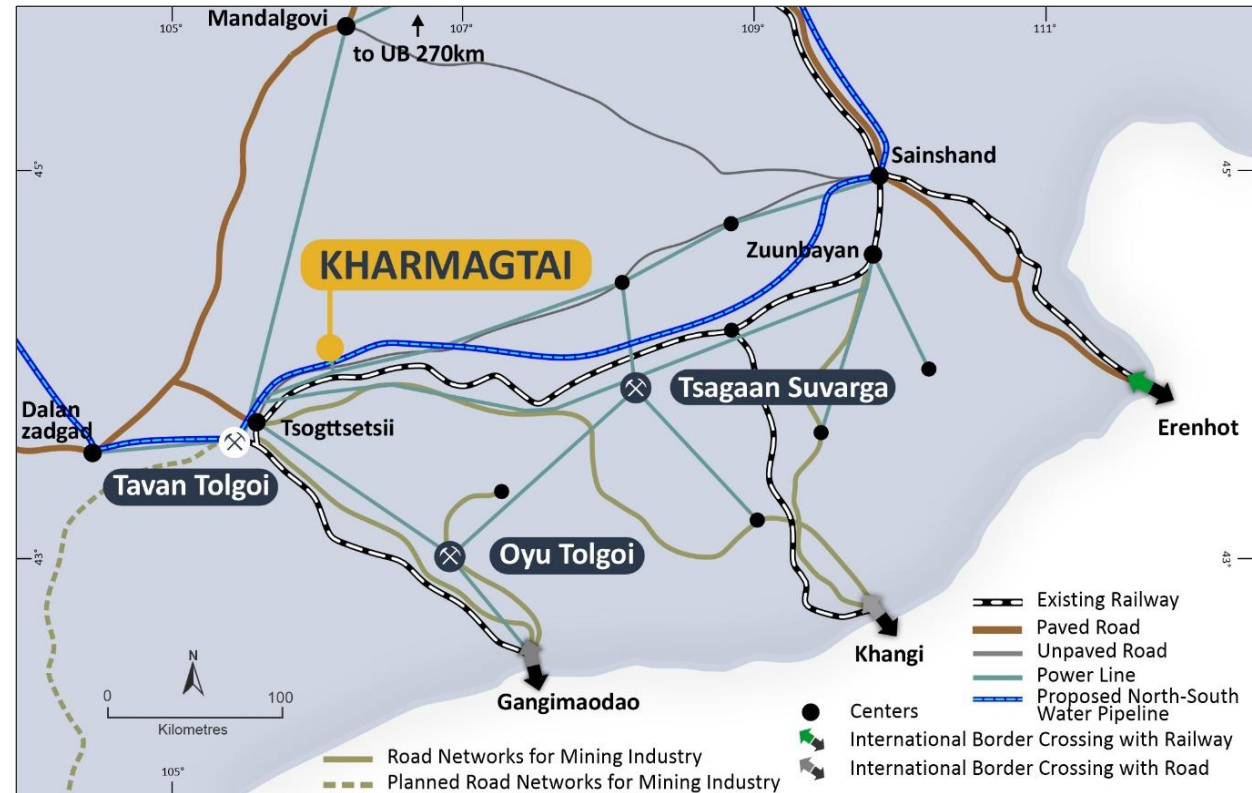 105°
107°
109°
111°
Mandalgovi
to UB 270km
45°
45°
Sainshand
Zuunbayan
KHARMAGTAI
Tsagaan Suvarga
Dalan
zadgad
Tsogttsetsii
Erenhot
Tavan Tolgoi
43°
43°
Oyu Tolgoi
Khangi
Gangimaodao
N
0
100
Kilometres
105°
Existing Railway
Paved Road
Unpaved Road
Power Line
Proposed North-South
Water Pipeline
Centers
International Border Crossing with Railway
International Border Crossing with Road
Road Networks for Mining Industry
Planned Road Networks for Mining Industry